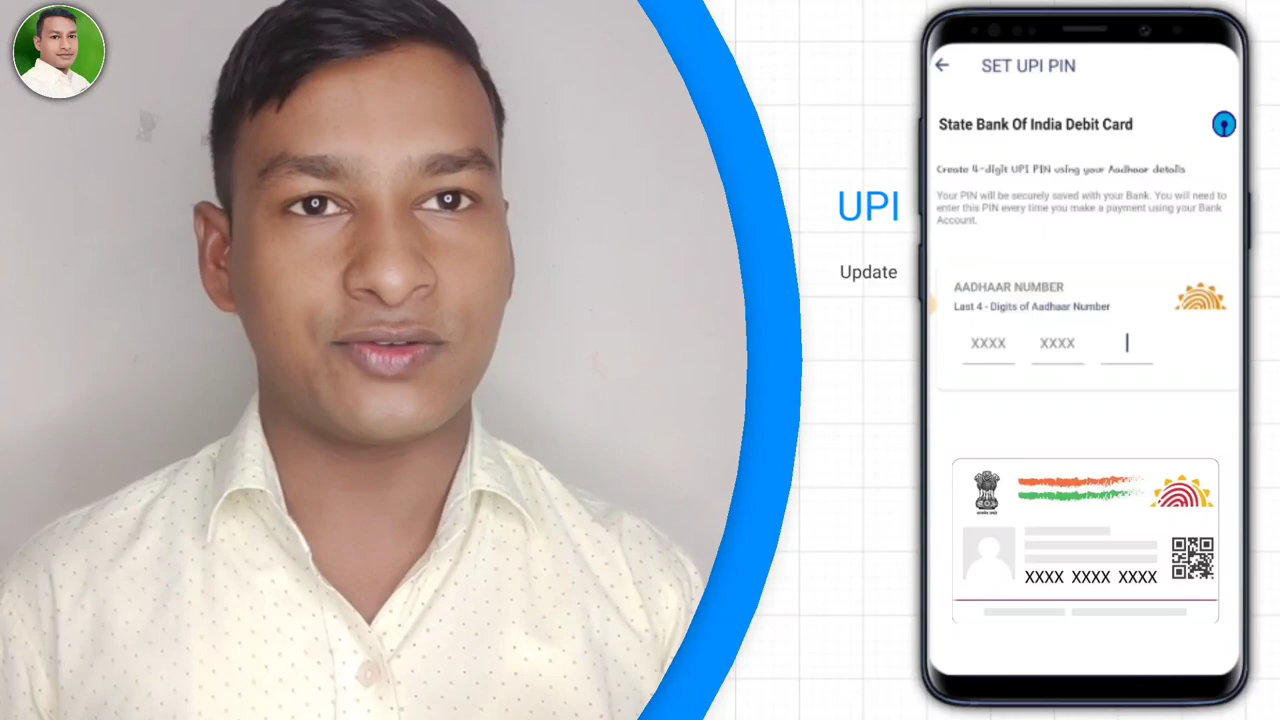 UPI
Update
SET UPI PIN
State Bank Of India Debit Card
Create 4-digit UPI PIN using your Aadhaar details
Your PIN will be securely saved with your Bank. You will need to
enter this PIN every time you make a payment using your Bank
Account.
AADHAAR NUMBER
Last 4 - Digits of Aadhaar Number
XXXX XXXX
XXXX XXXX XXXX